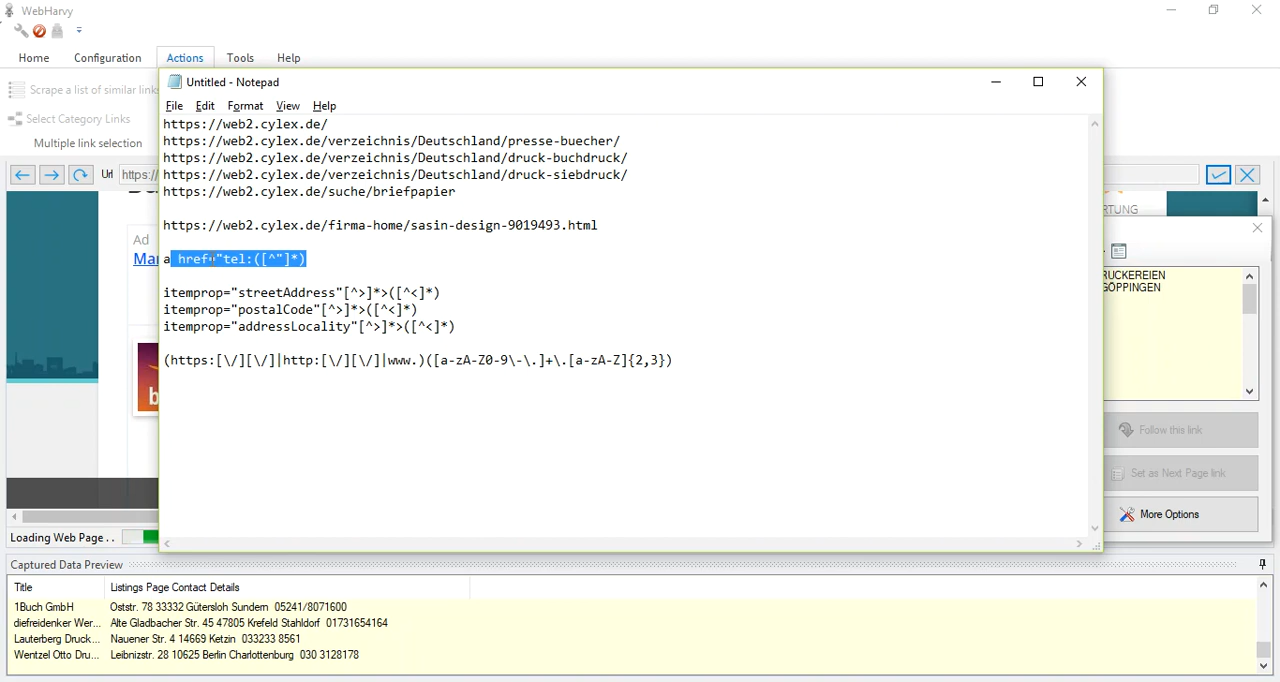 WebHarvy
Home Configuration Actions Tools Help
Scrape a list of similar links
Select Category Links
Multiple link selection
Url https://
Untitled - Notepad
File Edit Format View Help
https://web2.cylex.de/
https://web2.cylex.de/verzeichnis/Deutschland/presse-buecher/
https://web2.cylex.de/verzeichnis/Deutschland/druck-buchdruck/
https://web2.cylex.de/verzeichnis/Deutschland/druck-siebdruck/
https://web2.cylex.de/suche/briefpapier
https://web2.cylex.de/firma-home/sasin-design-9019493.html
a href="tel:([^"]*)
itemprop="streetAddress"[^>]*>([^<]*)
itemprop="postalCode"[^>]*>([^<]*)
itemprop="addressLocality"[^>]*>([^<]*)
(https:[\/][\/]|http:[\/][\/]|www.)([a-zA-Z0-9\-\.]+\.[a-zA-Z]{2,3})
Ad
Mar
b
RTUNG
RUCKEREIEN
GÖPPINGEN
Follow this link
Set as Next Page link
More Options
Loading Web Page . .
Captured Data Preview
Title Listings Page Contact Details
1Buch GmbH Oststr. 78 33332 Gütersloh Sundern 05241/8071600
diefreidenker Wer... Alte Gladbacher Str. 45 47805 Krefeld Stahldorf 01731654164
Lauterberg Druck... Nauener Str. 4 14669 Ketzin 033233 8561
Wentzel Otto Dru... Leibnizstr. 28 10625 Berlin Charlottenburg 030 3128178